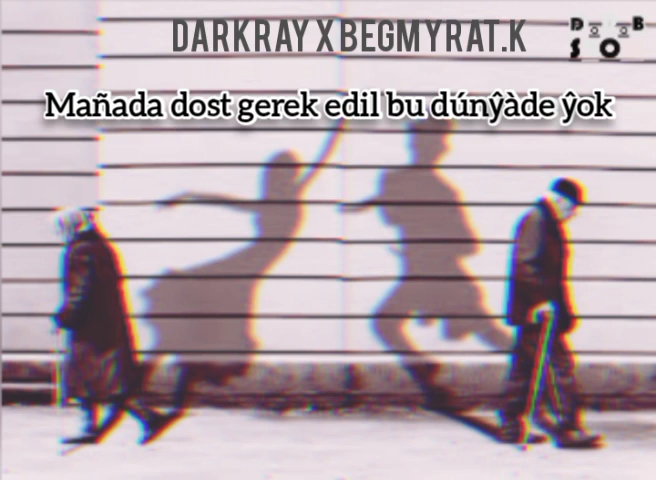 DARKRAY X BEGMYRAT.K
D B
S O B
Mañada dost gerek edil bu dúnŷàde ŷok